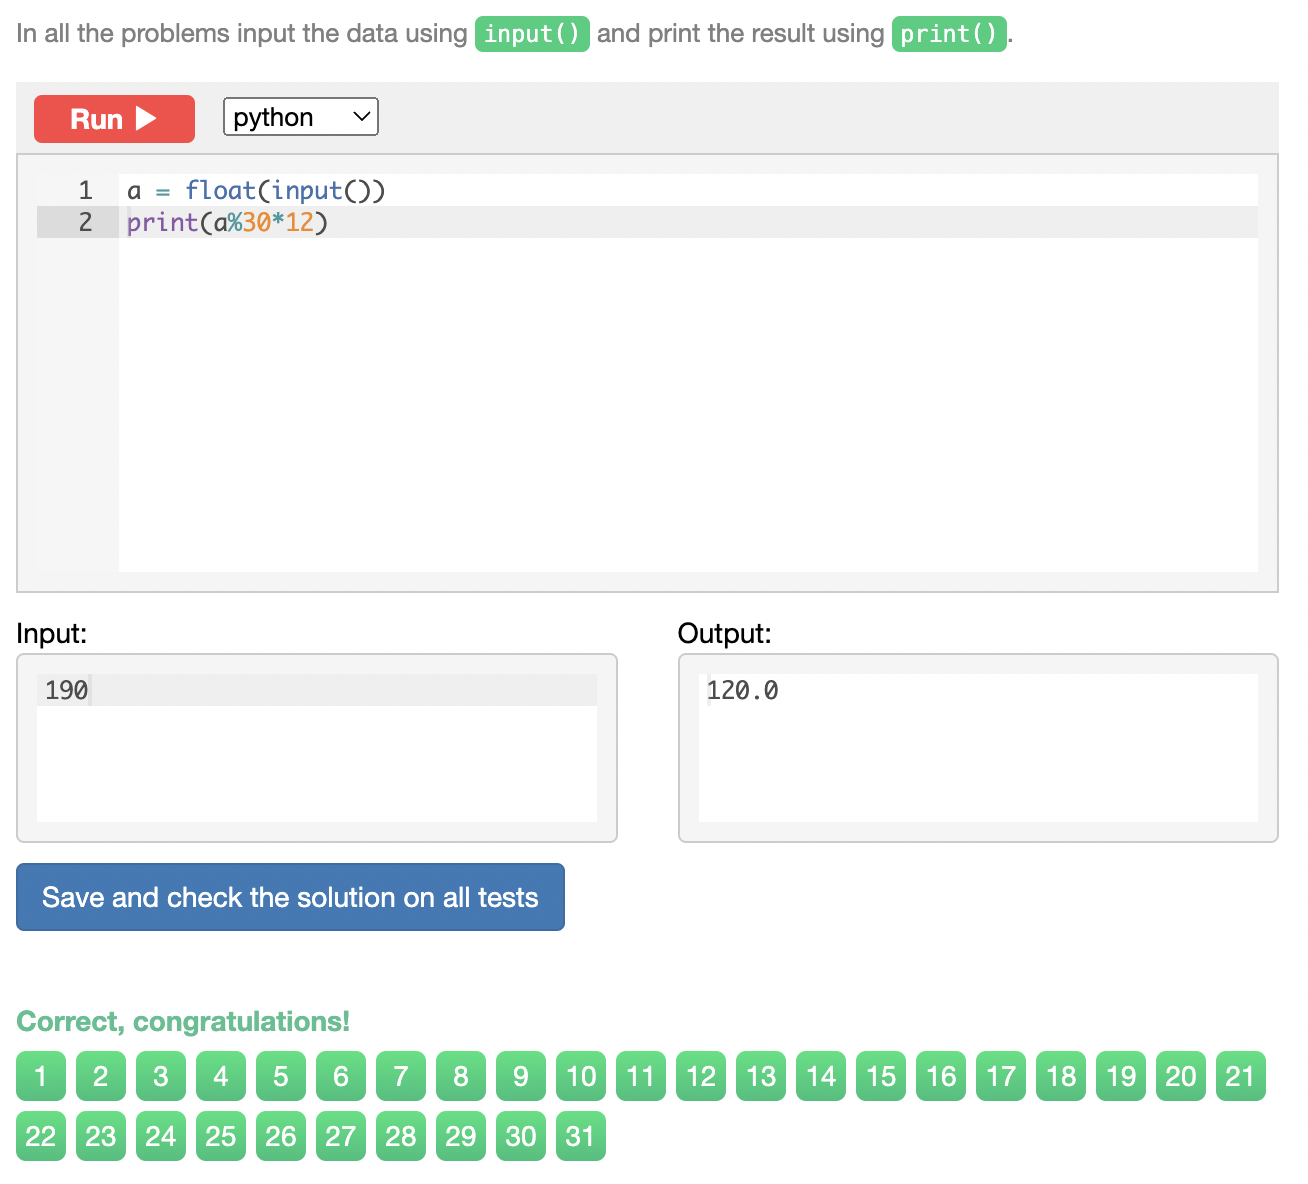 In all the problems input the data using input() and print the result using print().
Run
python
1 a = float(input())
2 print(a%30*12)
Input:
Output:
190
120.0
Save and check the solution on all tests
Correct, congratulations!
1 2 3 4 5 6 7 8 9 10 11 12 13 14 15 16 17 18 19 20 21
22 23 24 25 26 27 28 29 30 31